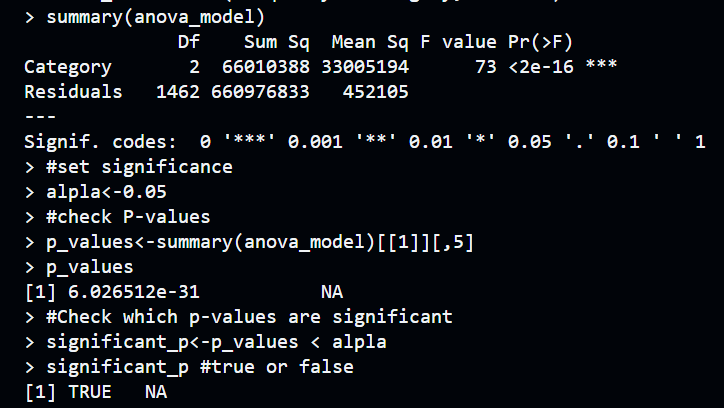 > summary(anova_model)
Df Sum Sq Mean Sq F value Pr(>F)
Category 2 66010388 33005194 73 <2e-16 ***
Residuals 1462 660976833 452105
---
Signif. codes: 0 '***' 0.001 '**' 0.01 '*' 0.05 '.' 0.1 ' ' 1
> #set significance
> alpla<-0.05
> #check P-values
> p_values<-summary(anova_model)[[1]][,5]
> p_values
[1] 6.026512e-31 NA
> #Check which p-values are significant
> significant_p<-p_values < alpla
> significant_p #true or false
[1] TRUE NA